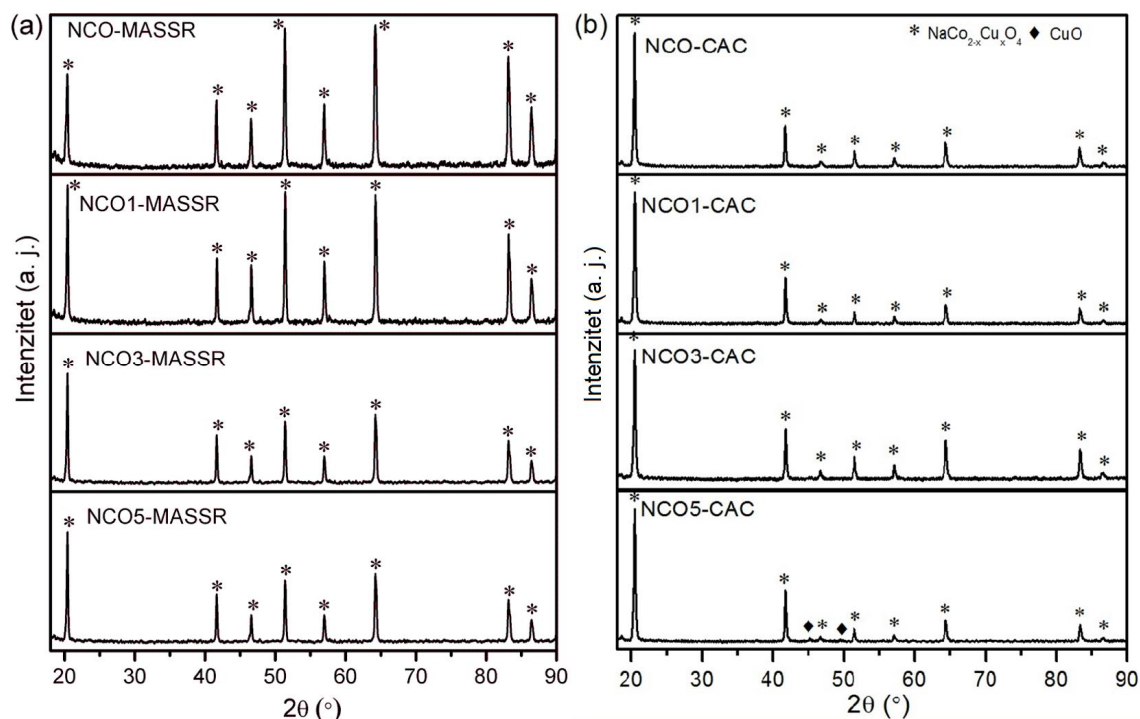 (a)
NCO-MASSR
NCO1-MASSR
NCO3-MASSR
NCO5-MASSR
Intenzitet (a. j.)
20 30 40 50 60 70 80 90
2θ (°)
(b)
NCO-CAC
* NaCo2-xCuxO4 ♦ CuO
NCO1-CAC
NCO3-CAC
NCO5-CAC
Intenzitet (a. j.)
20 30 40 50 60 70 80 90
2θ (°)